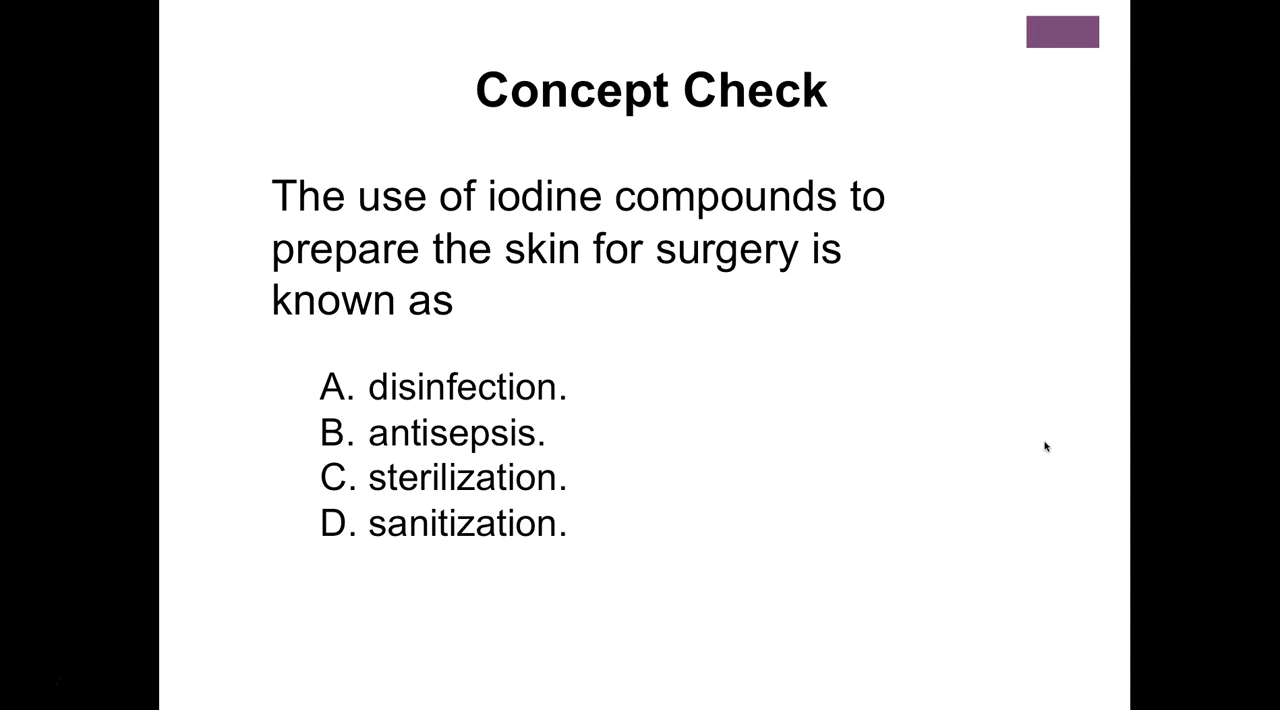 Concept Check
The use of iodine compounds to
prepare the skin for surgery is
known as
A. disinfection.
B. antisepsis.
C. sterilization.
D. sanitization.